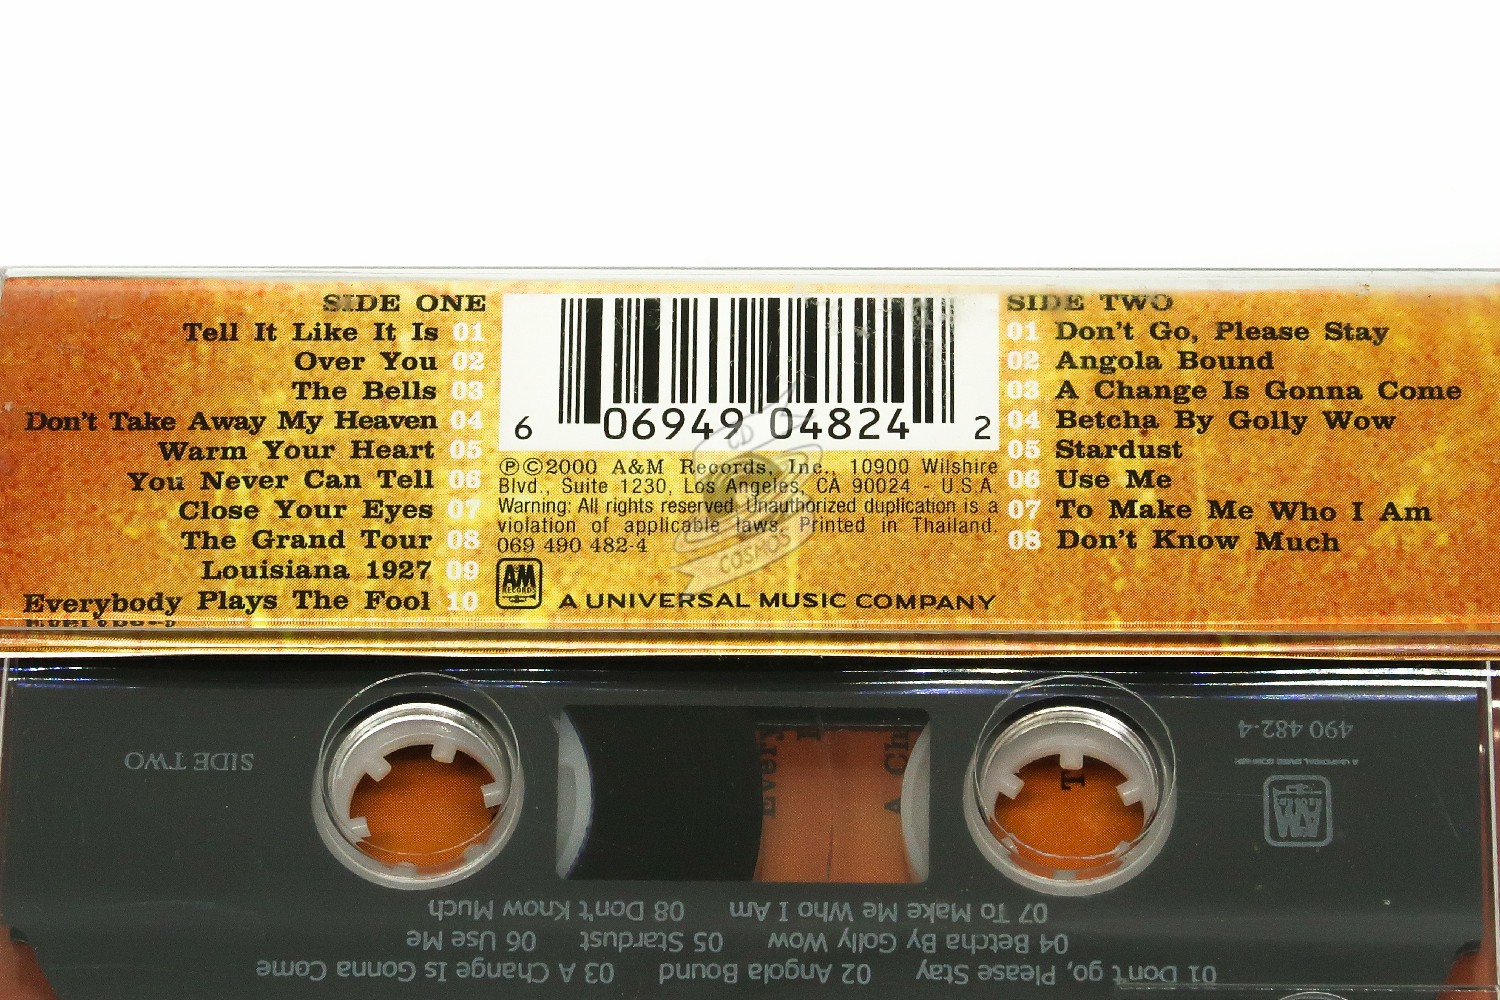 SIDE ONE
Tell It Like It Is 01
Over You 02
The Bells 03
Don't Take Away My Heaven 04
Warm Your Heart 05
You Never Can Tell 06
Close Your Eyes 07
The Grand Tour 08
Louisiana 1927 09
Everybody Plays The Fool 10
6 06949 04824 2
℗©2000 A&M Records, Inc., 10900 Wilshire
Blvd., Suite 1230, Los Angeles, CA 90024 - U.S.A.
Warning: All rights reserved. Unauthorized duplication is a
violation of applicable laws. Printed in Thailand.
069 490 482-4
A&M
RECORDS
A UNIVERSAL MUSIC COMPANY
COSMOS
SIDE TWO
01 Don't Go, Please Stay
02 Angola Bound
03 A Change Is Gonna Come
04 Betcha By Golly Wow
05 Stardust
06 Use Me
07 To Make Me Who I Am
08 Don't Know Much
SIDE TWO
490 482-4
A&M
01 Don't go, Please Stay 02 Angola Bound 03 A Change Is Gonna Come
04 Betcha By Golly Wow 05 Stardust 06 Use Me
07 To Make Me Who I Am 08 Don't Know Much